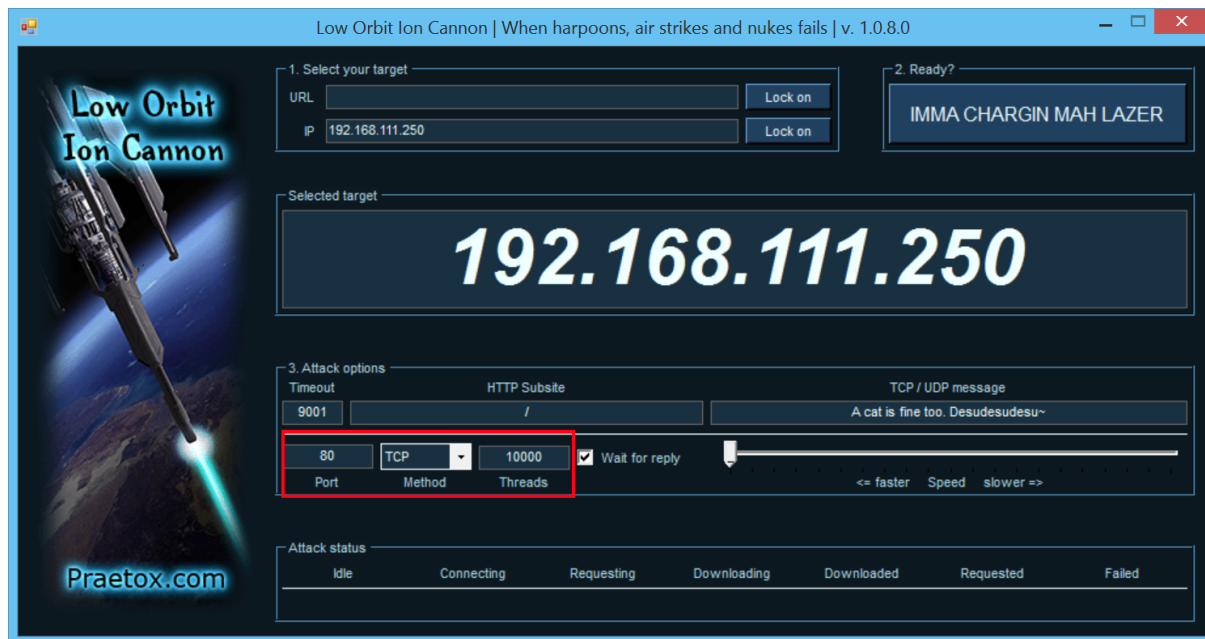 Low Orbit Ion Cannon | When harpoons, air strikes and nukes fails | v. 1.0.8.0
Low Orbit
Ion Cannon
Praetox.com
1. Select your target
URL
Lock on
IP
192.168.111.250
Lock on
2. Ready?
IMMA CHARGIN MAH LAZER
Selected target
192.168.111.250
3. Attack options
Timeout HTTP Subsite TCP / UDP message
9001 / A cat is fine too. Desudesudesu~
80 TCP 10000 Wait for reply
Port Method Threads <= faster Speed slower =>
Attack status
Idle Connecting Requesting Downloading Downloaded Requested Failed